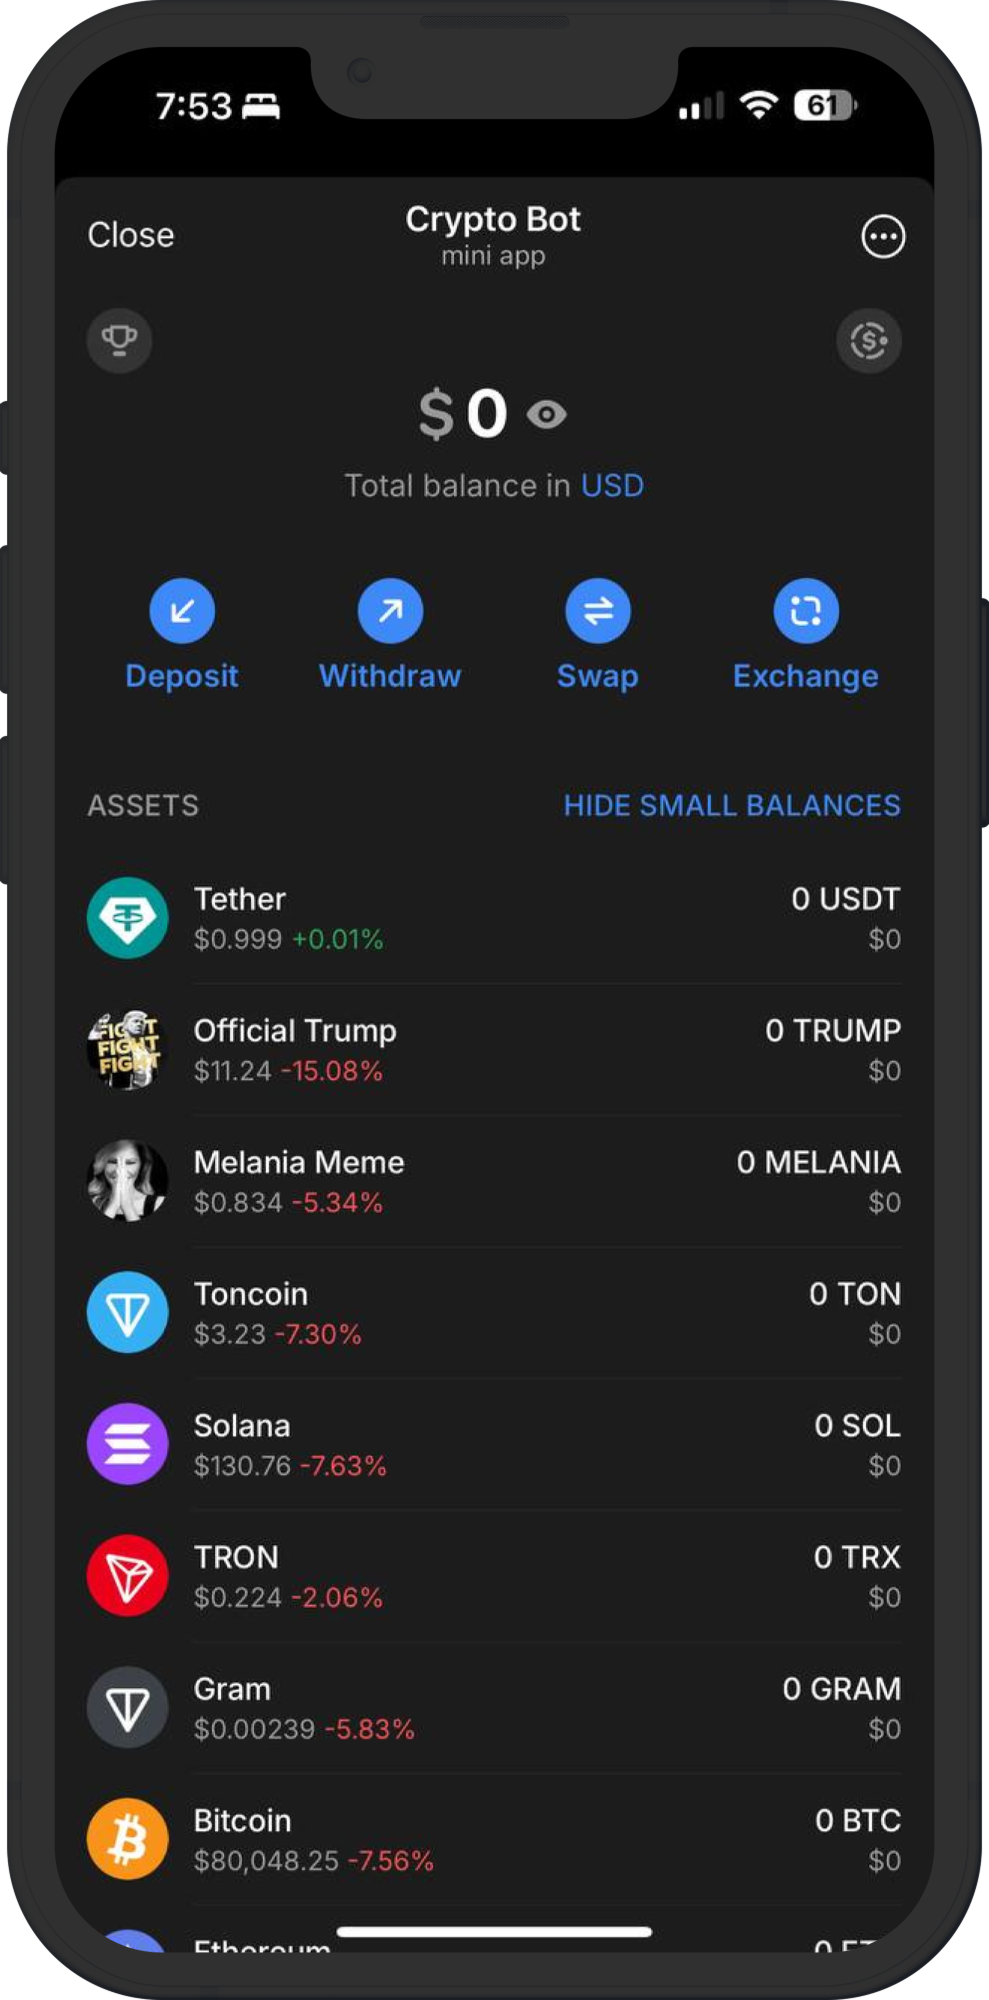 7:53
61
Close
Crypto Bot
mini app
$0
Total balance in USD
Deposit
Withdraw
Swap
Exchange
ASSETS
HIDE SMALL BALANCES
Tether
0 USDT
$0.999 +0.01%
$0
FIGHT
FIGHT
FIGHT
Official Trump
0 TRUMP
$11.24 -15.08%
$0
Melania Meme
0 MELANIA
$0.834 -5.34%
$0
Toncoin
0 TON
$3.23 -7.30%
$0
Solana
0 SOL
$130.76 -7.63%
$0
TRON
0 TRX
$0.224 -2.06%
$0
Gram
0 GRAM
$0.00239 -5.83%
$0
Bitcoin
0 BTC
$80,048.25 -7.56%
$0
Ethereum